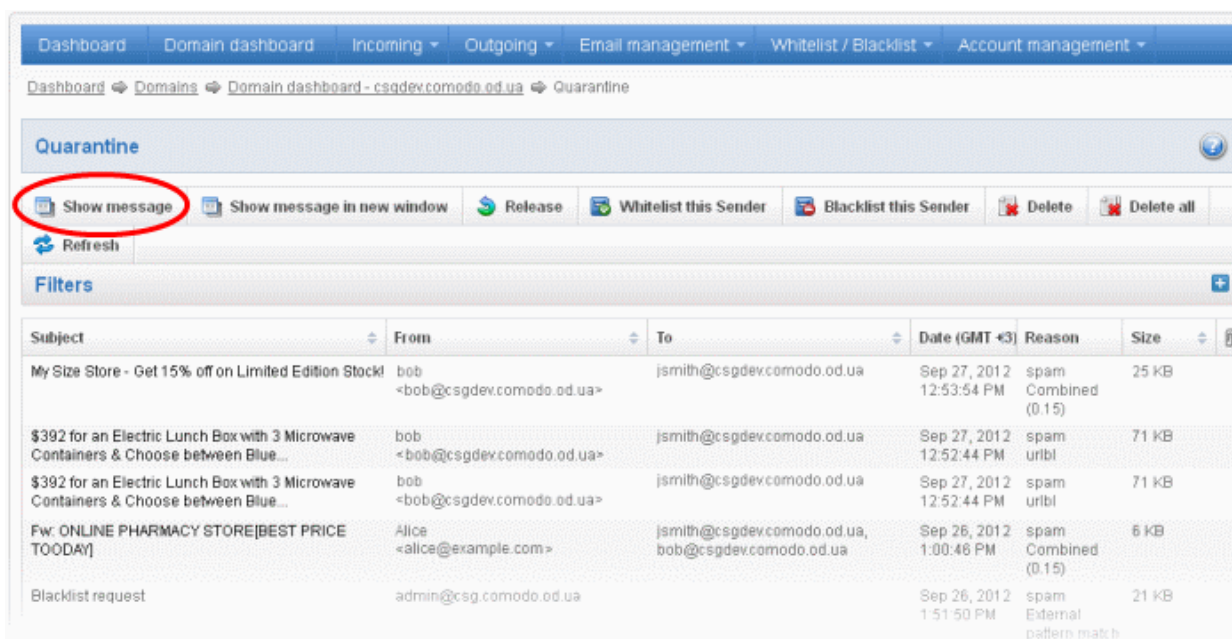 Dashboard Domain dashboard Incoming Outgoing Email management Whitelist / Blacklist Account management
Dashboard Domains Domain dashboard - csgdev.comodo.od.ua Quarantine
Quarantine
Show message Show message in new window Release Whitelist this Sender Blacklist this Sender Delete Delete all
Refresh
Filters
Subject From To Date (GMT +3) Reason Size
My Size Store - Get 15% off on Limited Edition Stock! bob jsmith@csgdev.comodo.od.ua Sep 27, 2012 spam 25 KB
<bob@csgdev.comodo.od.ua> 12:53:54 PM Combined
(0.15)
$392 for an Electric Lunch Box with 3 Microwave bob jsmith@csgdev.comodo.od.ua Sep 27, 2012 spam 71 KB
Containers & Choose between Blue... <bob@csgdev.comodo.od.ua> 12:52:44 PM urlbl
$392 for an Electric Lunch Box with 3 Microwave bob jsmith@csgdev.comodo.od.ua Sep 27, 2012 spam 71 KB
Containers & Choose between Blue... <bob@csgdev.comodo.od.ua> 12:52:44 PM urlbl
Fw: ONLINE PHARMACY STORE[BEST PRICE Alice jsmith@csgdev.comodo.od.ua, Sep 26, 2012 spam 6 KB
TOODAY] <alice@example.com> bob@csgdev.comodo.od.ua 1:00:46 PM Combined
(0.15)
Blacklist request admin@csg.comodo.od.ua Sep 26, 2012 spam 21 KB
1:51:50 PM External
pattern match